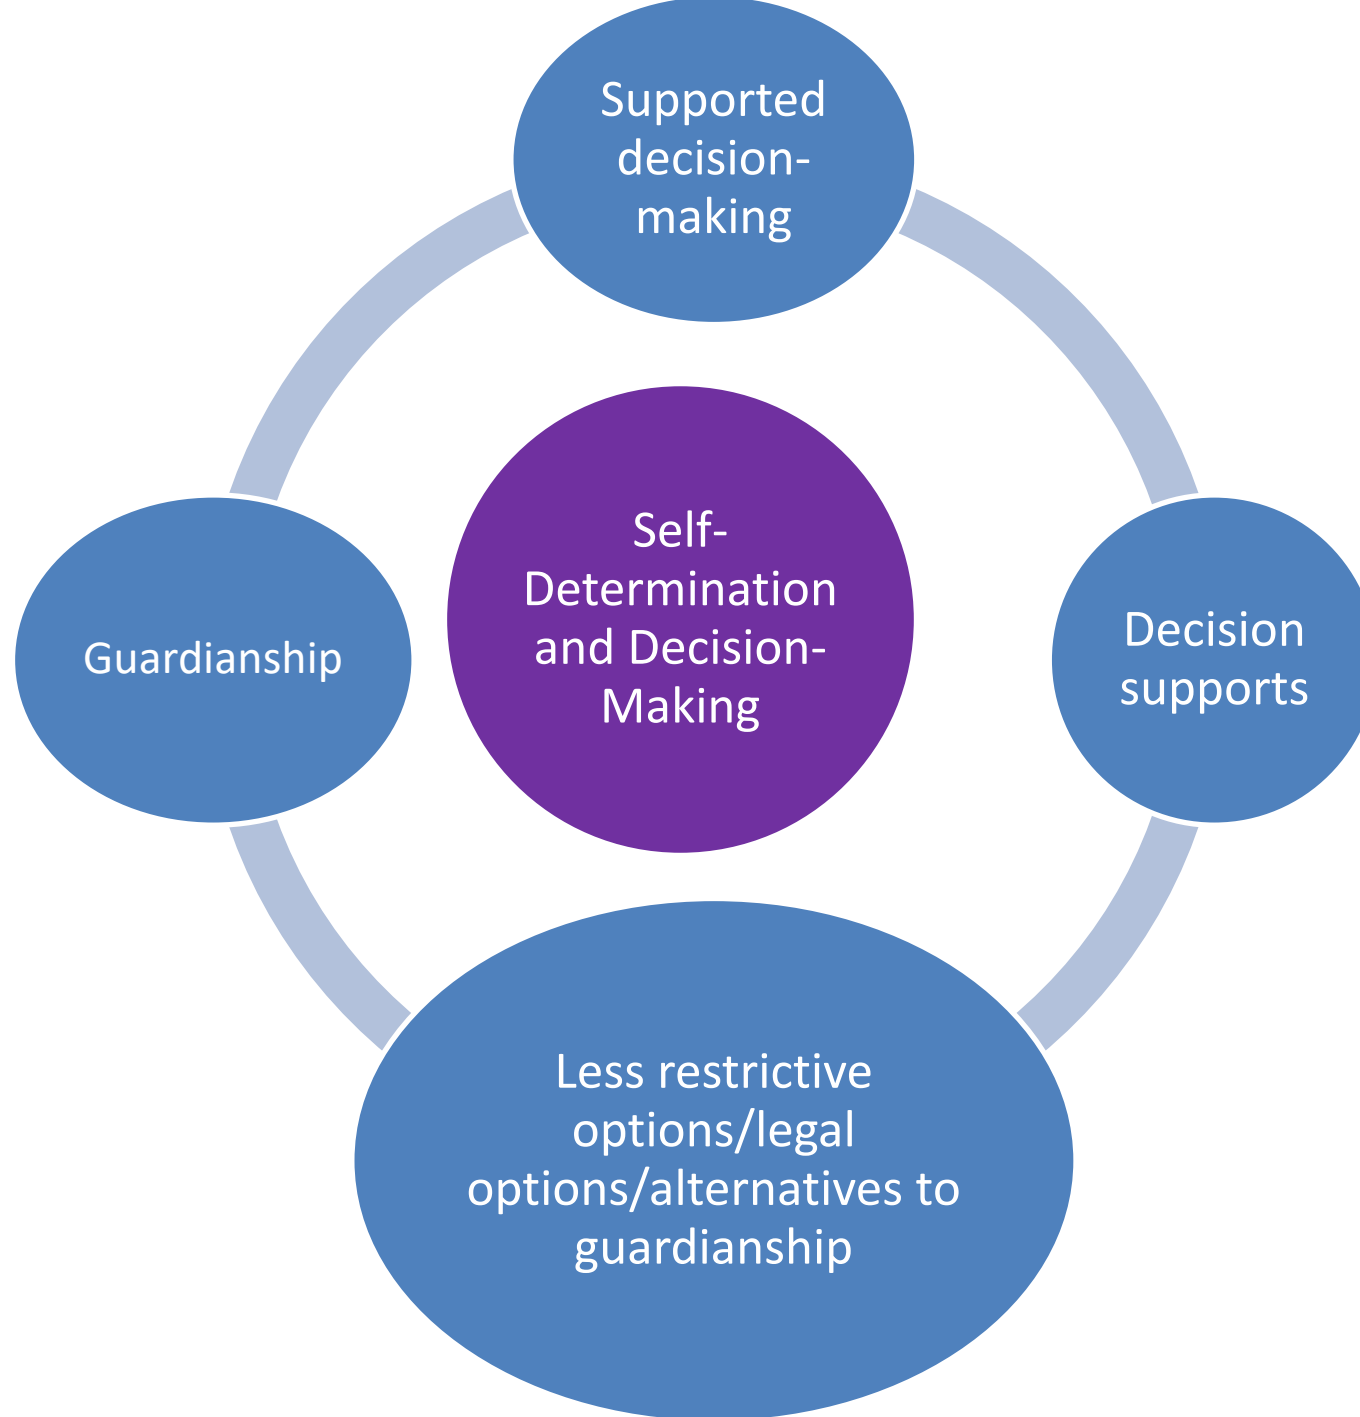 Supported
decision-
making
Self-
Determination
and Decision-
Making
Guardianship
Decision
supports
Less restrictive
options/legal
options/alternatives to
guardianship